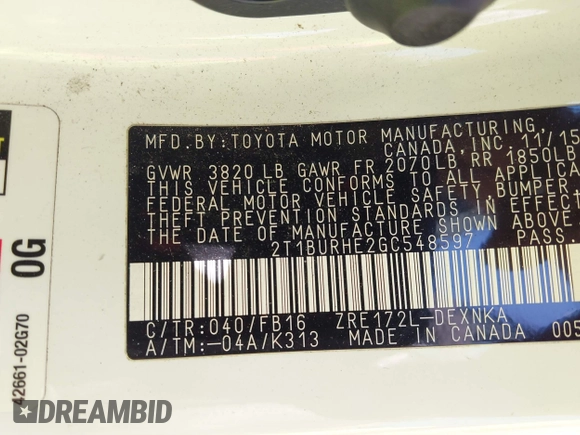 MFD.BY:TOYOTA MOTOR MANUFACTURING,
CANADA, INC. 11/15
GVWR 3820 LB GAWR FR 2070LB RR 1850LB
THIS VEHICLE CONFORMS TO ALL
FEDERAL MOTOR VEHICLE SAFETY, BUMPER,
THEFT PREVENTION STANDARDS IN EFFECT
THE DATE OF MANUFACTURE SHOWN ABOVE
2T1BURHE2GC548597 PASS.
C/TR:040/FB16 ZRE172L-DEXNKA
A/TM:-04A/K313 MADE IN CANADA 005
0G
42661-02G70
DREAMBID